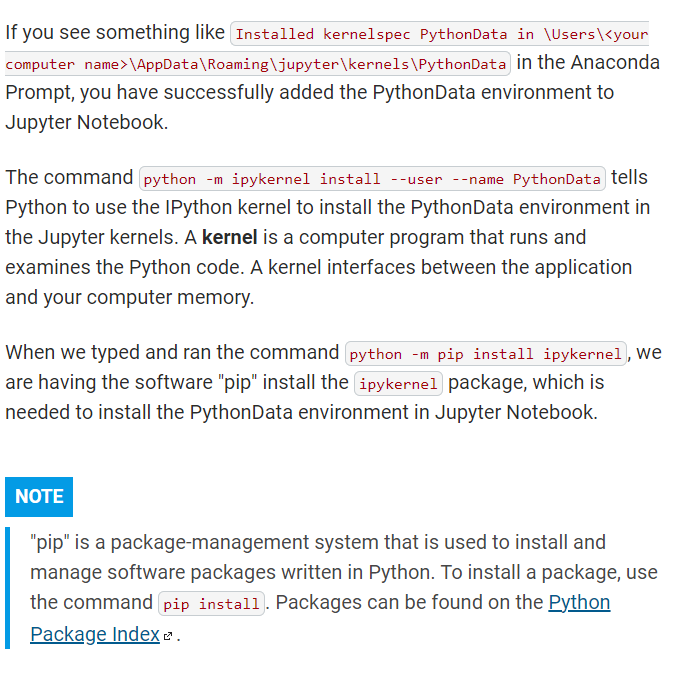 If you see something like Installed kernelspec PythonData in \Users\<your
computer name>\AppData\Roaming\jupyter\kernels\PythonData in the Anaconda
Prompt, you have successfully added the PythonData environment to
Jupyter Notebook.
The command python -m ipykernel install --user --name PythonData tells
Python to use the IPython kernel to install the PythonData environment in
the Jupyter kernels. A kernel is a computer program that runs and
examines the Python code. A kernel interfaces between the application
and your computer memory.
When we typed and ran the command python -m pip install ipykernel, we
are having the software "pip" install the ipykernel package, which is
needed to install the PythonData environment in Jupyter Notebook.
NOTE
"pip" is a package-management system that is used to install and
manage software packages written in Python. To install a package, use
the command pip install. Packages can be found on the Python
Package Index.